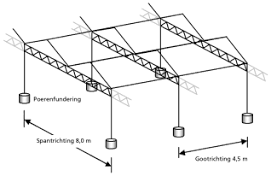 Poerenfundering
Spantrichting 8,0 m
Gootrichting 4,5 m